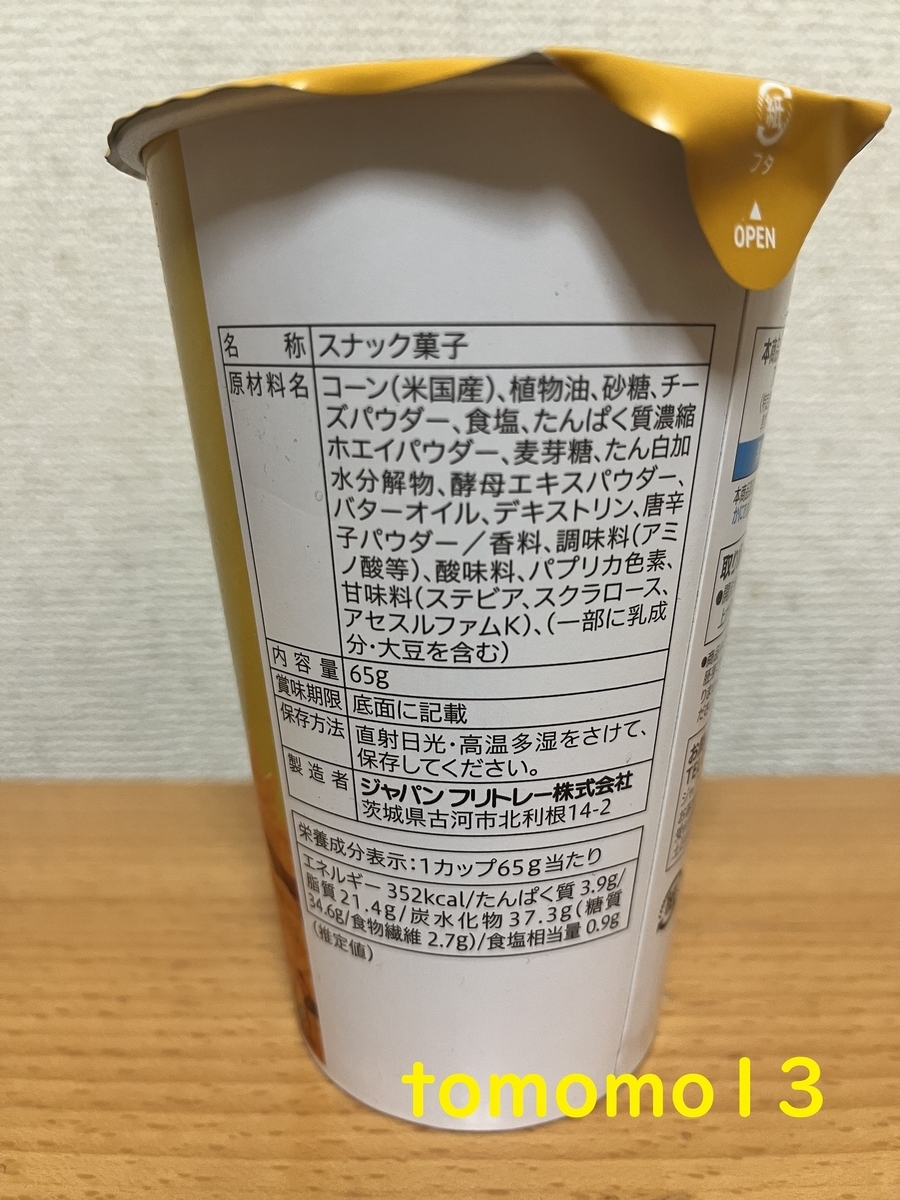 紙
フタ
OPEN
名 称 スナック菓子
原材料名 コーン(米国産)、植物油、砂糖、チー
ズパウダー、食塩、たんぱく質濃縮
ホエイパウダー、麦芽糖、たん白加
水分解物、酵母エキスパウダー、
バターオイル、デキストリン、唐辛
子パウダー/香料、調味料(アミ
ノ酸等)、酸味料、パプリカ色素、
甘味料(ステビア、スクラロース、
アセスルファムK)、(一部に乳成
分・大豆を含む)
内容量 65g
賞味期限 底面に記載
保存方法 直射日光・高温多湿をさけて、
保存してください。
製造者 ジャパン フリトレー株式会社
茨城県古河市北利根14-2
栄養成分表示:1カップ65g当たり
エネルギー 352kcal/たんぱく質 3.9g/
脂質 21.4g/炭水化物 37.3g(糖質
34.6g/食物繊維 2.7g)/食塩相当量 0.9g
(推定値)
tomomo13